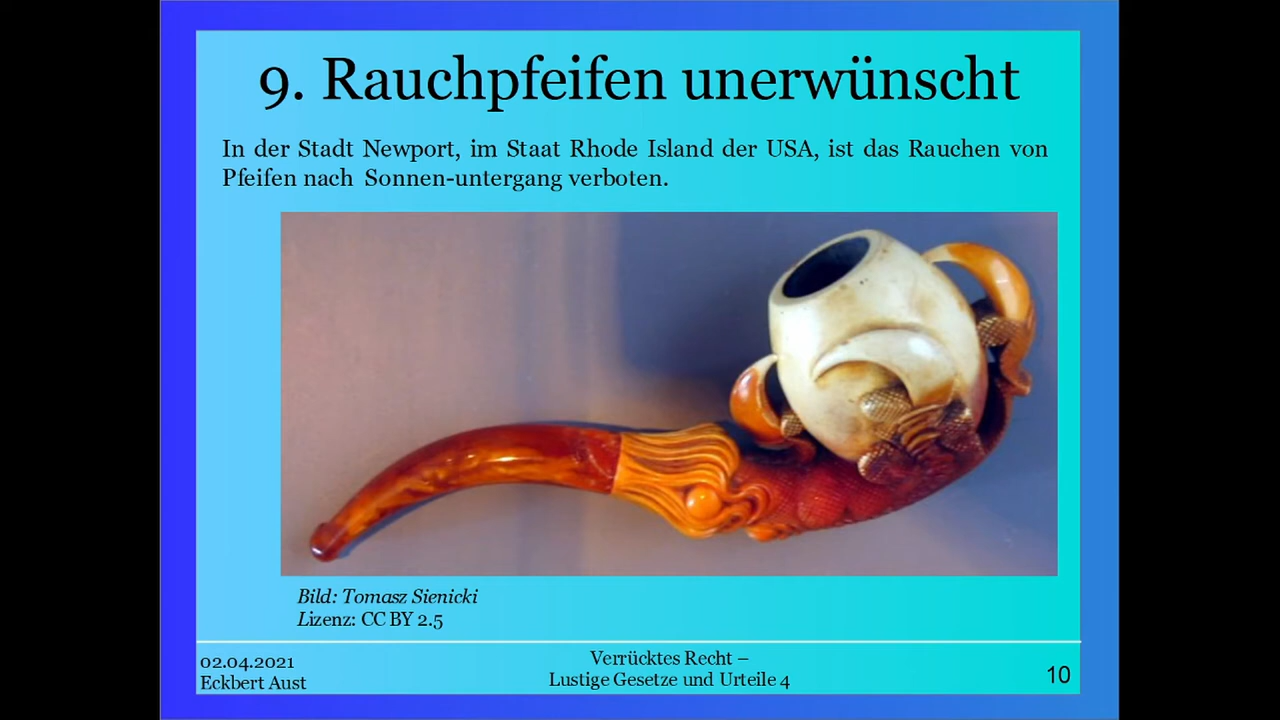 9. Rauchpfeifen unerwünscht
In der Stadt Newport, im Staat Rhode Island der USA, ist das Rauchen von
Pfeifen nach Sonnen-untergang verboten.
Bild: Tomasz Sienicki
Lizenz: CC BY 2.5
02.04.2021
Eckbert Aust
Verrücktes Recht –
Lustige Gesetze und Urteile 4
10